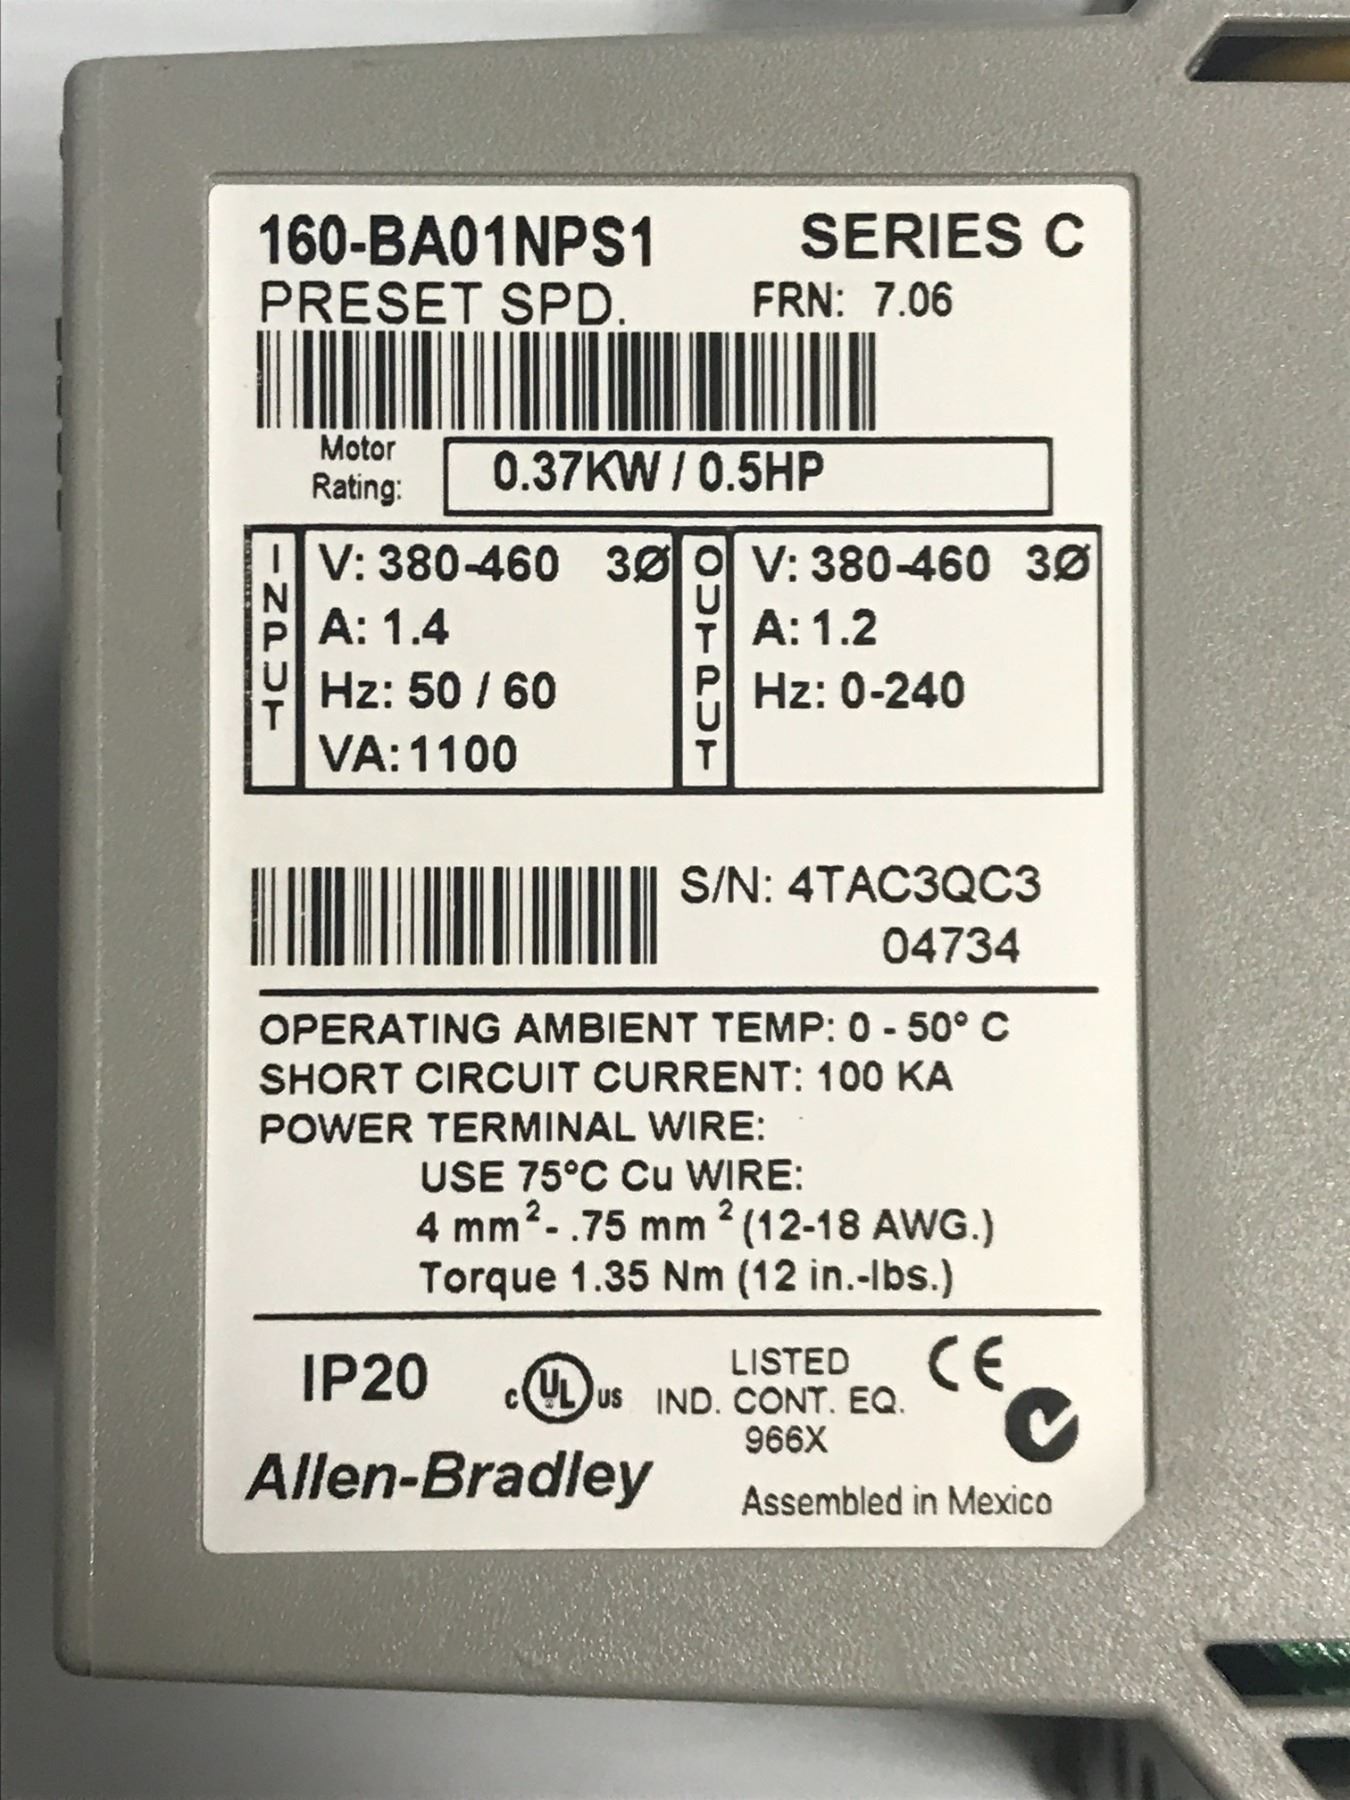 160-BA01NPS1 SERIES C
PRESET SPD. FRN: 7.06
Motor
Rating: 0.37KW / 0.5HP
INPUT
V: 380-460 3Ø
A: 1.4
Hz: 50 / 60
VA: 1100
OUTPUT
V: 380-460 3Ø
A: 1.2
Hz: 0-240
S/N: 4TAC3QC3
04734
OPERATING AMBIENT TEMP: 0 - 50° C
SHORT CIRCUIT CURRENT: 100 KA
POWER TERMINAL WIRE:
USE 75°C Cu WIRE:
4 mm² - .75 mm ² (12-18 AWG.)
Torque 1.35 Nm (12 in.-lbs.)
IP20
c UL us
LISTED
IND. CONT. EQ.
966X
CE
Allen-Bradley
Assembled in Mexico